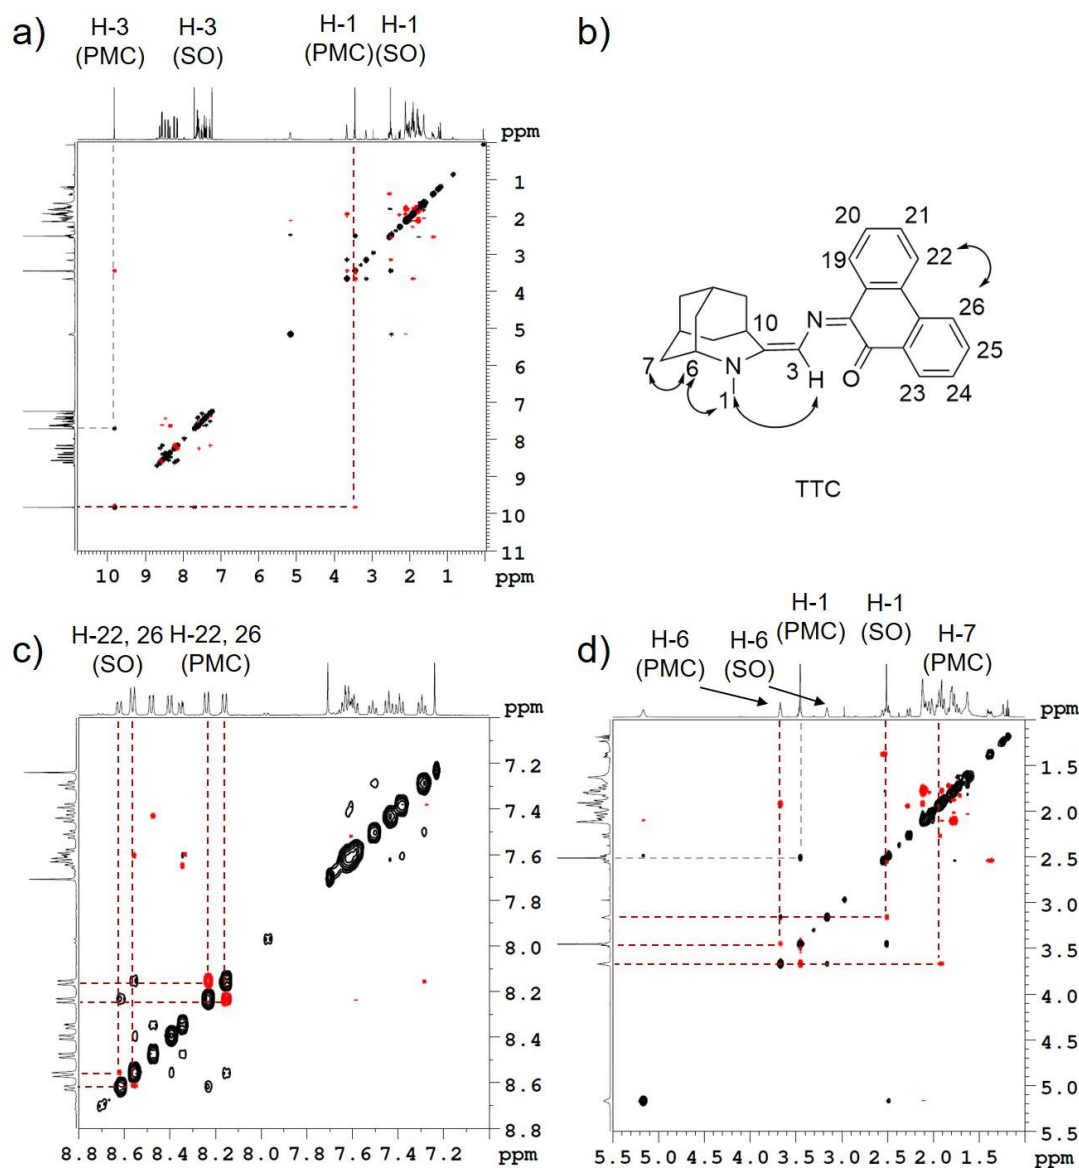 a)
H-3
(PMC)
H-3
(SO)
H-1
(PMC)
H-1
(SO)
ppm
1
2
3
4
5
6
7
8
9
10
11
10 9 8 7 6 5 4 3 2 1 ppm
b)
20 21
19 22
26
25
24
23
N
O
10
7 6 N 3 H
1
TTC
c)
H-22, 26
(SO)
H-22, 26
(PMC)
ppm
7.2
7.4
7.6
7.8
8.0
8.2
8.4
8.6
8.8
8.8 8.6 8.4 8.2 8.0 7.8 7.6 7.4 7.2 ppm
d)
H-6
(PMC)
H-6
(SO)
H-1
(PMC)
H-1
(SO)
H-7
(PMC)
ppm
1.5
2.0
2.5
3.0
3.5
4.0
4.5
5.0
5.5
5.5 5.0 4.5 4.0 3.5 3.0 2.5 2.0 1.5 ppm